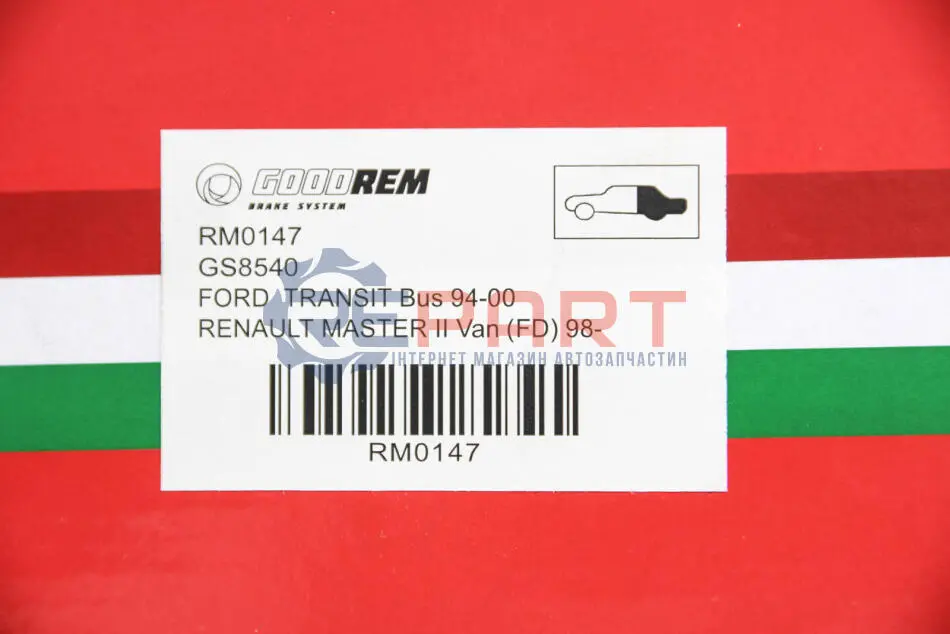 GOODREM
BRAKE SYSTEM
RM0147
GS8540
FORD TRANSIT Bus 94-00
RENAULT MASTER II Van (FD) 98-
REPART
ІНТЕРНЕТ МАГАЗИН АВТОЗАПЧАСТИН
RM0147